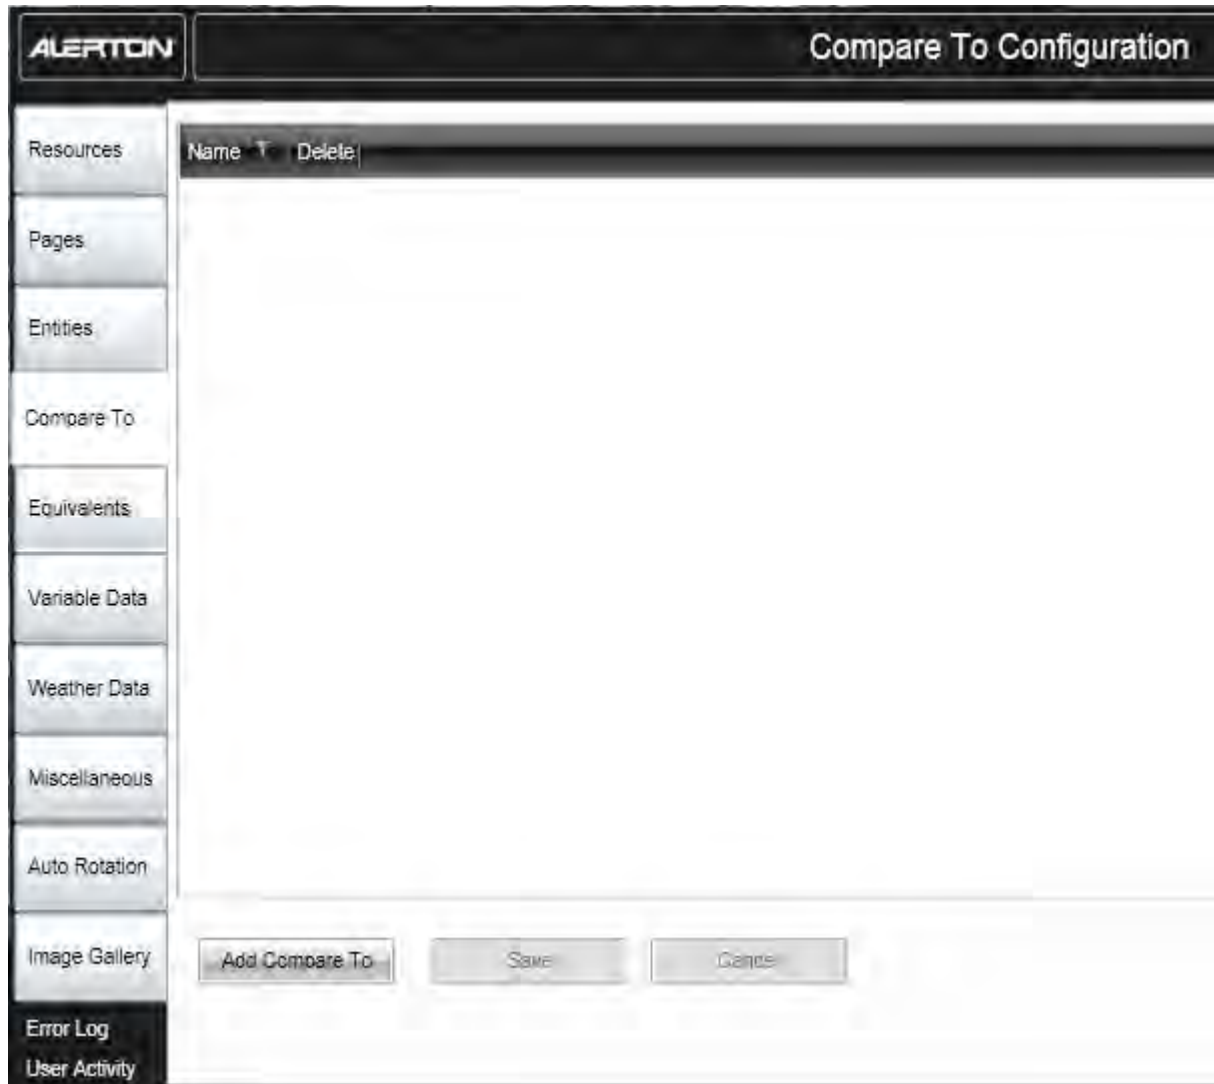 ALERTON
Compare To Configuration
Resources
Name Delete
Pages
Entities
Compare To
Equivalents
Variable Data
Weather Data
Miscellaneous
Auto Rotation
Image Gallery
Add Compare To Save Cancel
Error Log
User Activity